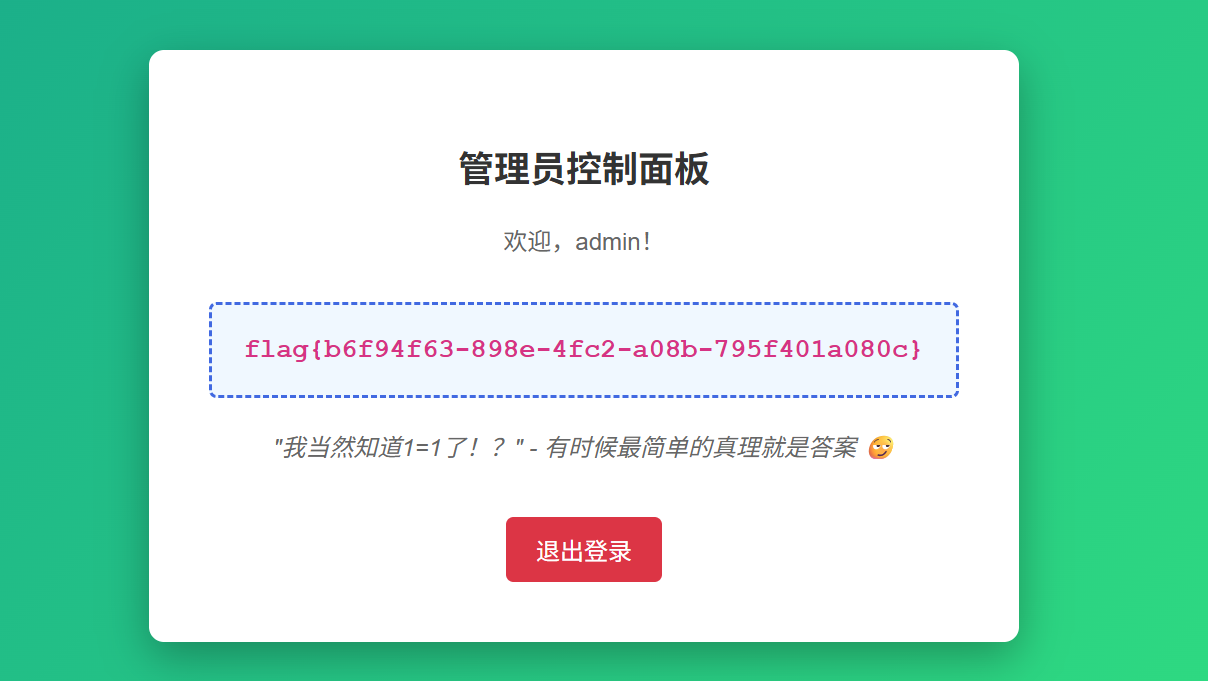 管理员控制面板
欢迎，admin！
flag{b6f94f63-898e-4fc2-a08b-795f401a080c}
"我当然知道1=1了！？" - 有时候最简单的真理就是答案 😏
退出登录